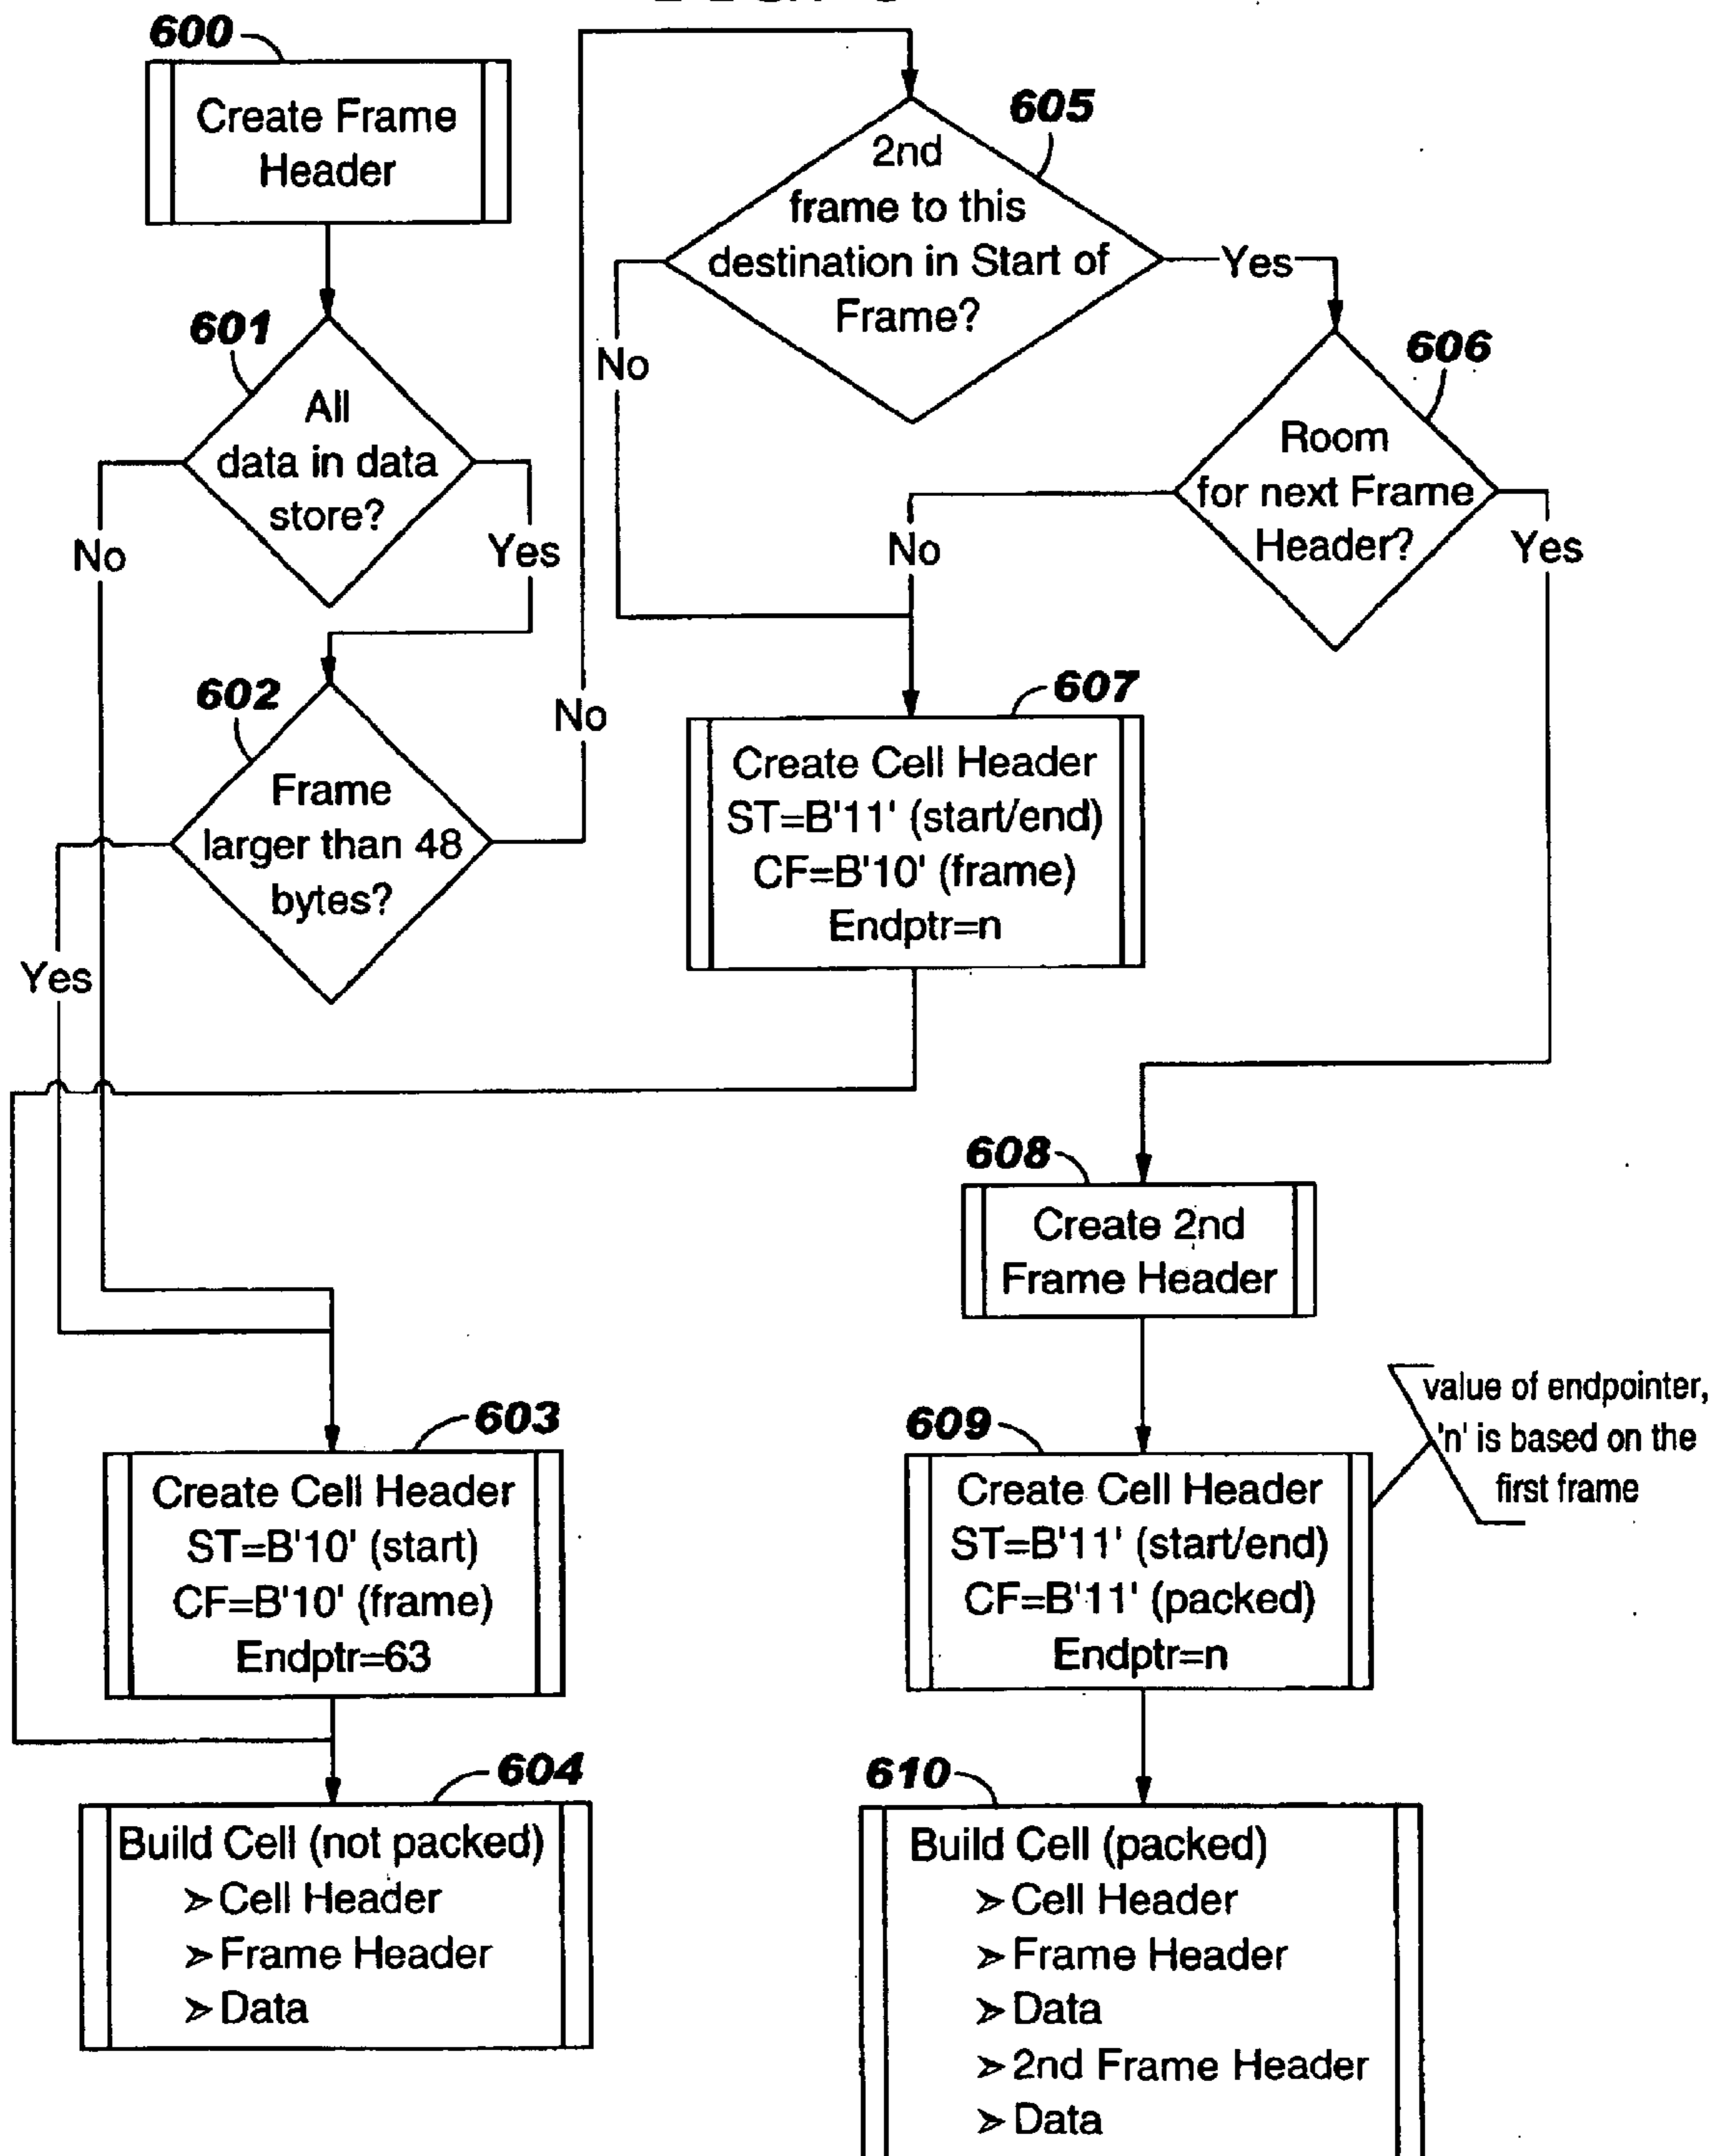 600
Create Frame
Header
601
All
data in data
store?
No
Yes
602
Frame
larger than 48
bytes?
Yes
No
605
2nd
frame to this
destination in Start of
Frame?
No
Yes
606
Room
for next Frame
Header?
No
Yes
607
Create Cell Header
ST=B'11' (start/end)
CF=B'10' (frame)
Endptr=n
608
Create 2nd
Frame Header
603
Create Cell Header
ST=B'10' (start)
CF=B'10' (frame)
Endptr=63
609
Create Cell Header
ST=B'11' (start/end)
CF=B'11' (packed)
Endptr=n
value of endpointer,
'n' is based on the
first frame
604
Build Cell (not packed)
➢ Cell Header
➢ Frame Header
➢ Data
610
Build Cell (packed)
➢ Cell Header
➢ Frame Header
➢ Data
➢ 2nd Frame Header
➢ Data